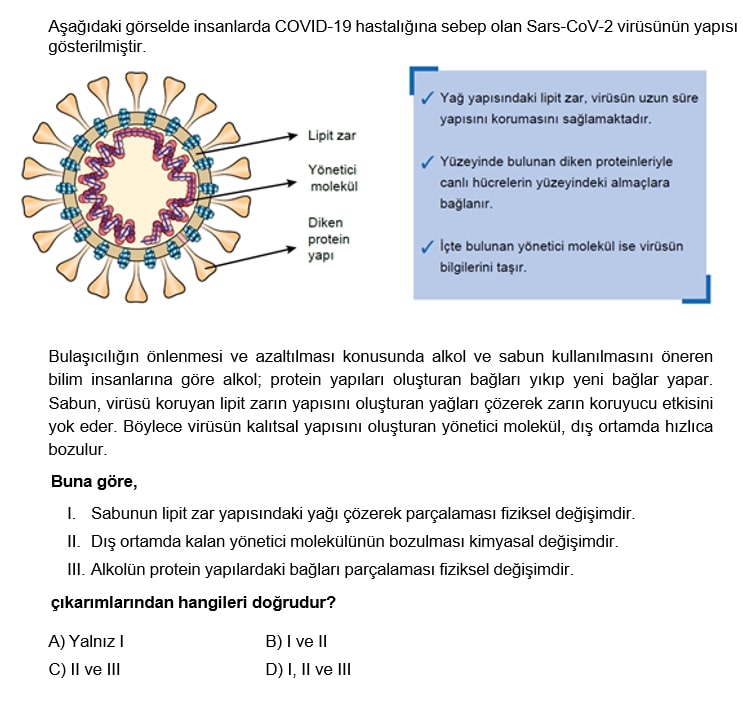 Aşağıdaki görselde insanlarda COVID-19 hastalığına sebep olan Sars-CoV-2 virüsünün yapısı
gösterilmiştir.
Lipit zar
Yönetici
molekül
Diken
protein
yapı
✓ Yağ yapısındaki lipit zar, virüsün uzun süre
yapısını korumasını sağlamaktadır.
✓ Yüzeyinde bulunan diken proteinleriyle
canlı hücrelerin yüzeyindeki almaçlara
bağlanır.
✓ İçte bulunan yönetici molekül ise virüsün
bilgilerini taşır.
Bulaşıcılığın önlenmesi ve azaltılması konusunda alkol ve sabun kullanılmasını öneren
bilim insanlarına göre alkol; protein yapıları oluşturan bağları yıkıp yeni bağlar yapar.
Sabun, virüsü koruyan lipit zarın yapısını oluşturan yağları çözerek zarın koruyucu etkisini
yok eder. Böylece virüsün kalıtsal yapısını oluşturan yönetici molekül, dış ortamda hızlıca
bozulur.
Buna göre,
I. Sabunun lipit zar yapısındaki yağı çözerek parçalaması fiziksel değişimdir.
II. Dış ortamda kalan yönetici molekülünün bozulması kimyasal değişimdir.
III. Alkolün protein yapılardaki bağları parçalaması fiziksel değişimdir.
çıkarımlarından hangileri doğrudur?
A) Yalnız I
B) I ve II
C) II ve III
D) I, II ve III